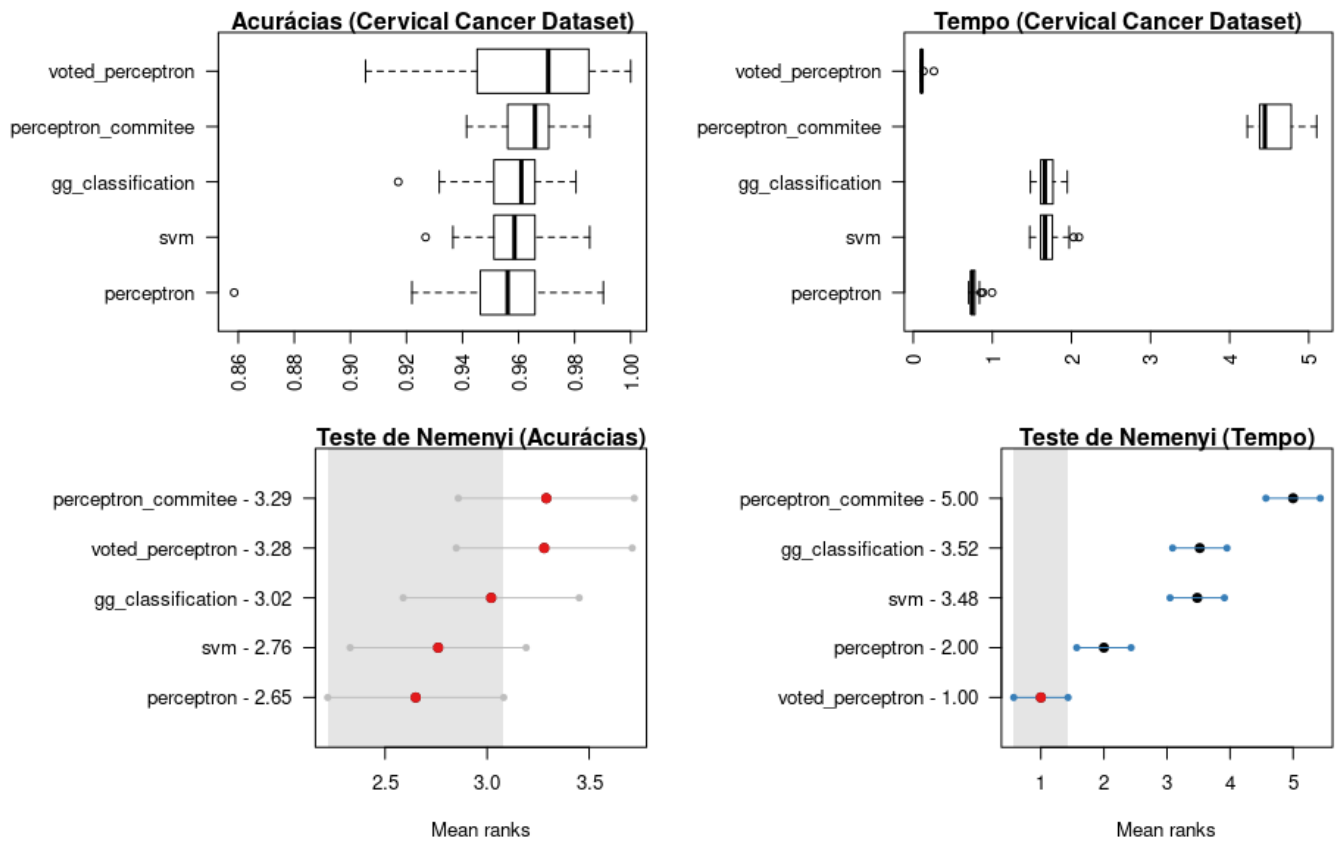 Acurácias (Cervical Cancer Dataset)
voted_perceptron
perceptron_commitee
gg_classification
svm
perceptron
0.86
0.88
0.90
0.92
0.94
0.96
0.98
1.00
Tempo (Cervical Cancer Dataset)
voted_perceptron
perceptron_commitee
gg_classification
svm
perceptron
0
1
2
3
4
5
Teste de Nemenyi (Acurácias)
perceptron_commitee - 3.29
voted_perceptron - 3.28
gg_classification - 3.02
svm - 2.76
perceptron - 2.65
2.5
3.0
3.5
Mean ranks
Teste de Nemenyi (Tempo)
perceptron_commitee - 5.00
gg_classification - 3.52
svm - 3.48
perceptron - 2.00
voted_perceptron - 1.00
1
2
3
4
5
Mean ranks